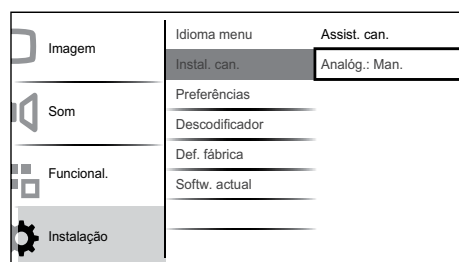 Imagem
Som
Funcional.
Instalação
Idioma menu
Instal. can.
Preferências
Descodificador
Def. fábrica
Softw. actual
Assist. can.
Analóg.: Man.